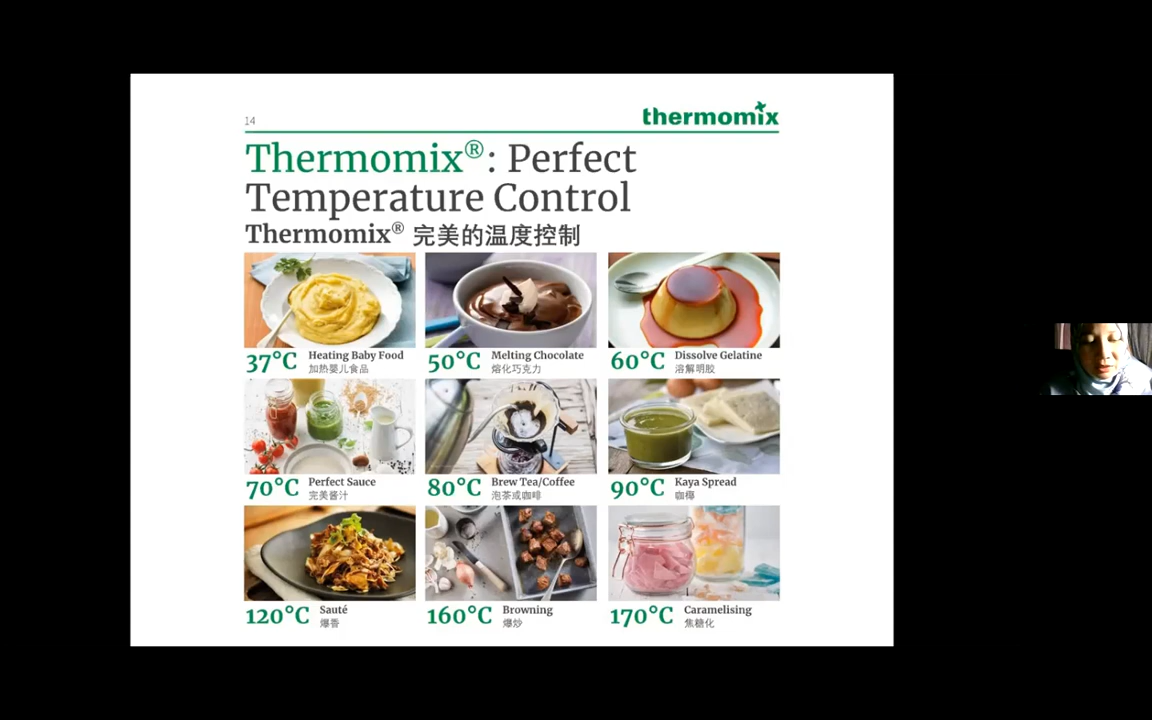 14
thermomix
Thermomix®: Perfect
Temperature Control
Thermomix® 完美的温度控制
37°C Heating Baby Food
加热婴儿食品
50°C Melting Chocolate
熔化巧克力
60°C Dissolve Gelatine
溶解明胶
70°C Perfect Sauce
完美酱汁
80°C Brew Tea/Coffee
泡茶或咖啡
90°C Kaya Spread
咖椰
120°C Sauté
爆香
160°C Browning
爆炒
170°C Caramelising
焦糖化